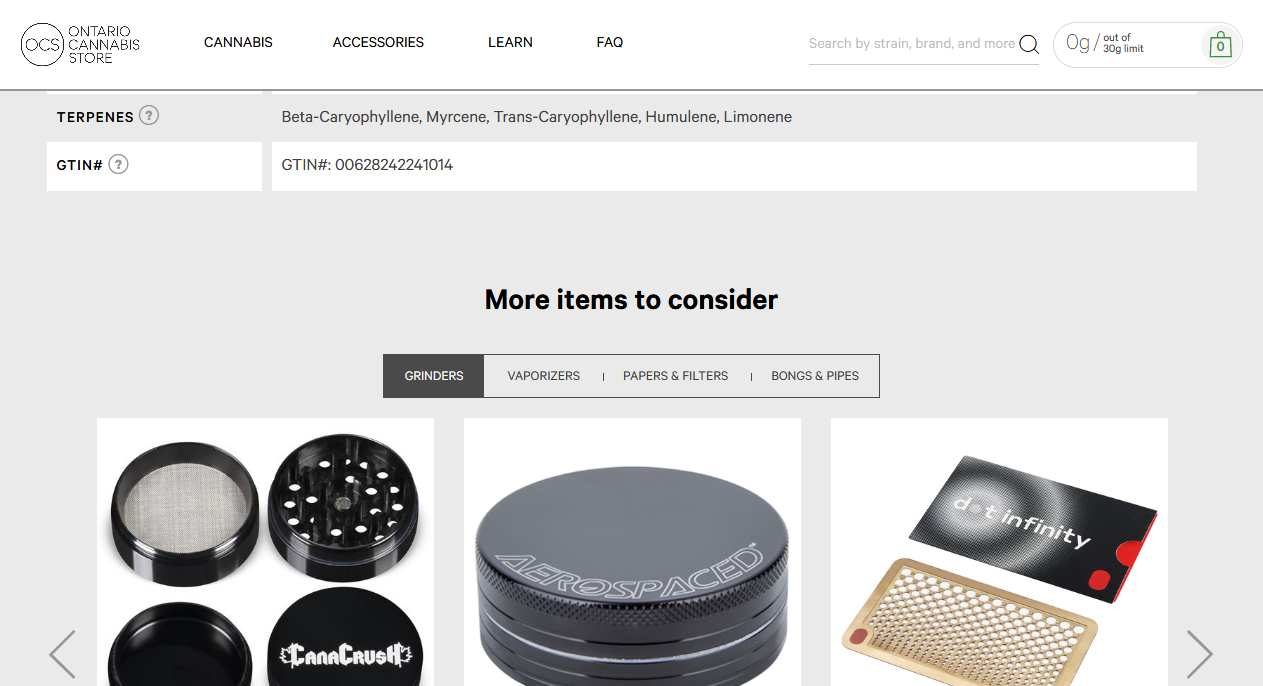 OCS ONTARIO
CANNABIS
STORE
CANNABIS
ACCESSORIES
LEARN
FAQ
Search by strain, brand, and more
0g / out of
30g limit
0
TERPENES ?
Beta-Caryophyllene, Myrcene, Trans-Caryophyllene, Humulene, Limonene
GTIN# ?
GTIN#: 00628242241014
More items to consider
GRINDERS
VAPORIZERS
PAPERS & FILTERS
BONGS & PIPES
CANACRUSH
AEROSPACED™
dot infinity